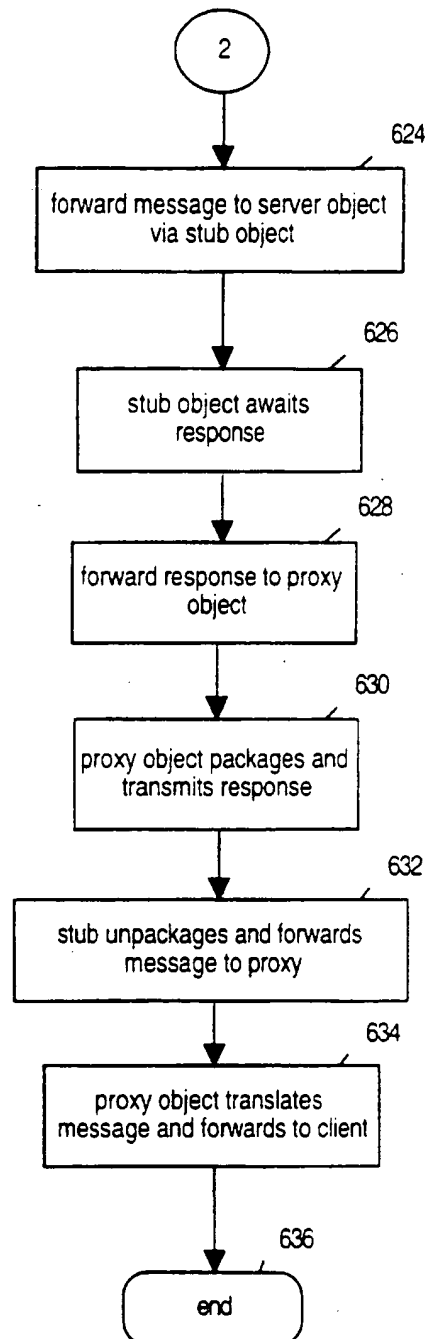 2
624
forward message to server object
via stub object
626
stub object awaits
response
628
forward response to proxy
object
630
proxy object packages and
transmits response
632
stub unpackages and forwards
message to proxy
634
proxy object translates
message and forwards to client
636
end